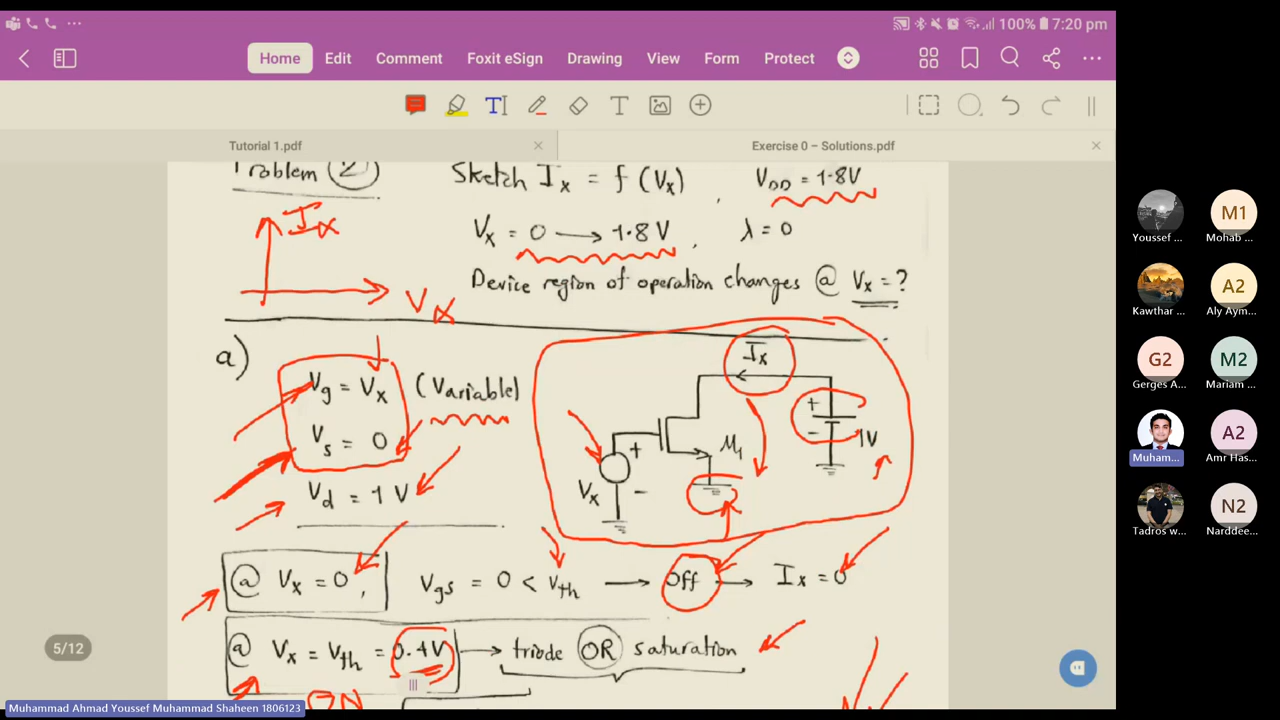 100% 7:20 pm
Home Edit Comment Foxit eSign Drawing View Form Protect
Tutorial 1.pdf
Exercise 0 – Solutions.pdf
Problem 2 Sketch Ix = f (Vx) , VDD = 1.8V
Ix
Vx = 0 → 1.8V , λ = 0
Device region of operation changes @ Vx = ?
Vx
a)
Vg = Vx (Variable)
Vs = 0
Vd = 1 V
Ix
+
-
1V
+
M1
Vx
-
@ Vx = 0 , Vgs = 0 < Vth → Off → Ix = 0
@ Vx = Vth = 0.4V → triode OR saturation
ON
5/12
Youssef ...
M1
Mohab ...
Kawthar ...
A2
Aly Aym...
G2
Gerges A...
M2
Mariam ...
Muham...
A2
Amr Has...
Tadros w...
N2
Narddee...
Muhammad Ahmad Youssef Muhammad Shaheen 1806123